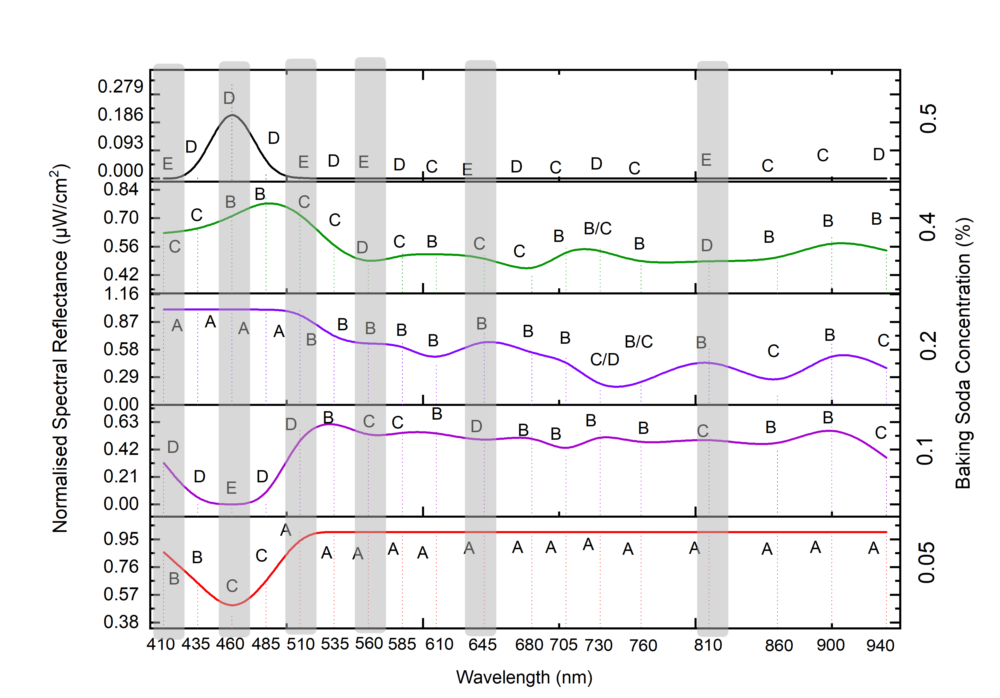 0.279
0.186
0.093
0.000
D
D
D
E
E
D
E
D
C
E
D
C
D
C
E
C
C
D
0.5
0.84
0.70
0.56
0.42
C
C
B
B
C
C
D
C
B
C
C
B
B/C
B
D
B
B
B
0.4
1.16
0.87
0.58
0.29
0.00
A
A
A
A
B
B
B
B
B
B
B
B
C/D
B/C
B
C
B
C
0.2
0.63
0.42
0.21
0.00
D
D
E
D
D
B
C
C
B
D
B
B
B
B
C
B
B
C
0.1
0.95
0.76
0.57
0.38
B
B
C
C
A
A
A
A
A
A
A
A
A
A
A
A
A
A
0.05
410 435 460 485 510 535 560 585 610 645 680 705 730 760 810 860 900 940
Wavelength (nm)
Normalised Spectral Reflectance (µW/cm²)
Baking Soda Concentration (%)